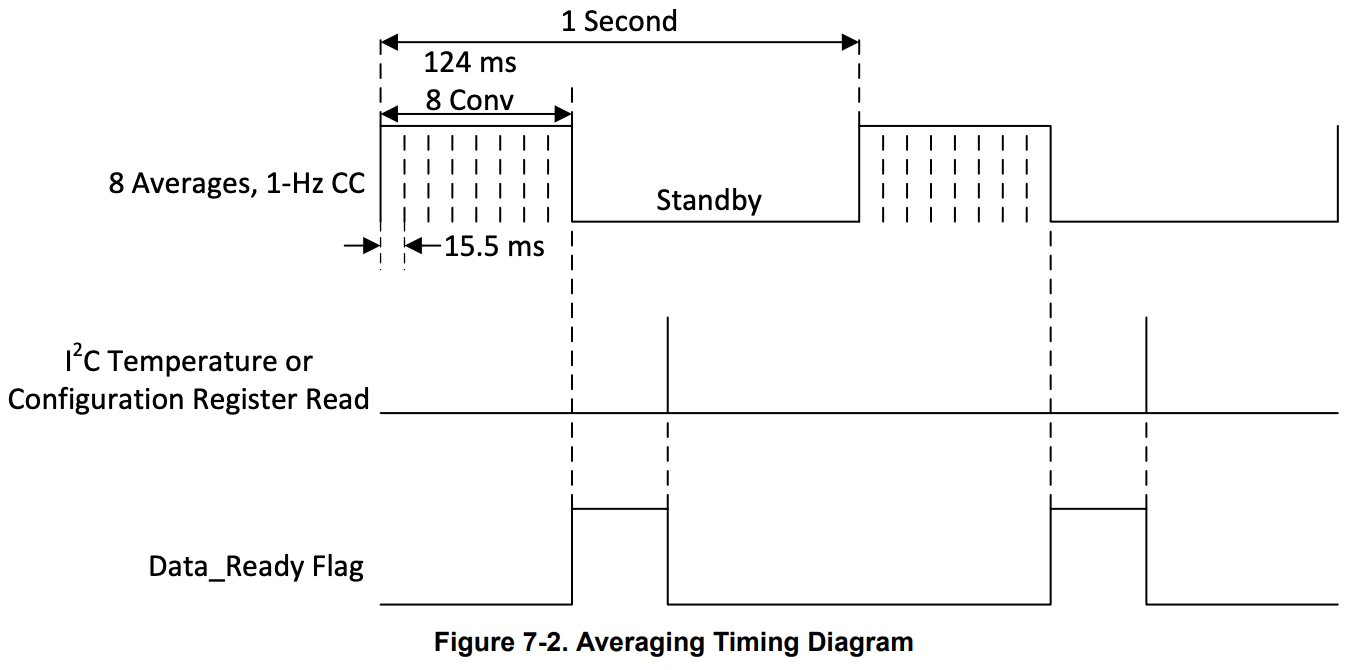 1 Second
124 ms
8 Conv
8 Averages, 1-Hz CC
Standby
15.5 ms
I²C Temperature or
Configuration Register Read
Data_Ready Flag
Figure 7-2. Averaging Timing Diagram